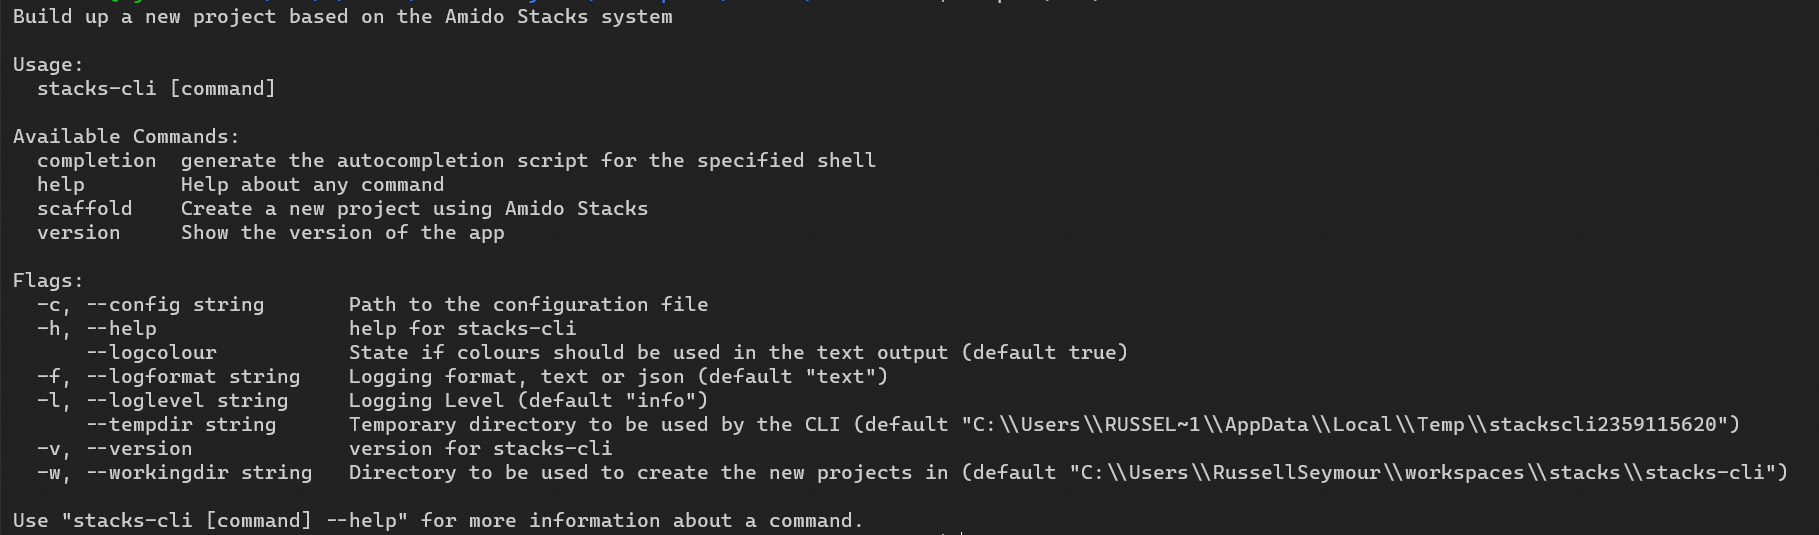 Build up a new project based on the Amido Stacks system
Usage:
stacks-cli [command]
Available Commands:
completion generate the autocompletion script for the specified shell
help Help about any command
scaffold Create a new project using Amido Stacks
version Show the version of the app
Flags:
-c, --config string Path to the configuration file
-h, --help help for stacks-cli
--logcolour State if colours should be used in the text output (default true)
-f, --logformat string Logging format, text or json (default "text")
-l, --loglevel string Logging Level (default "info")
--tempdir string Temporary directory to be used by the CLI (default "C:\\Users\\RUSSEL~1\\AppData\\Local\\Temp\\stackscli2359115620")
-v, --version version for stacks-cli
-w, --workingdir string Directory to be used to create the new projects in (default "C:\\Users\\RussellSeymour\\workspaces\\stacks\\stacks-cli")
Use "stacks-cli [command] --help" for more information about a command.